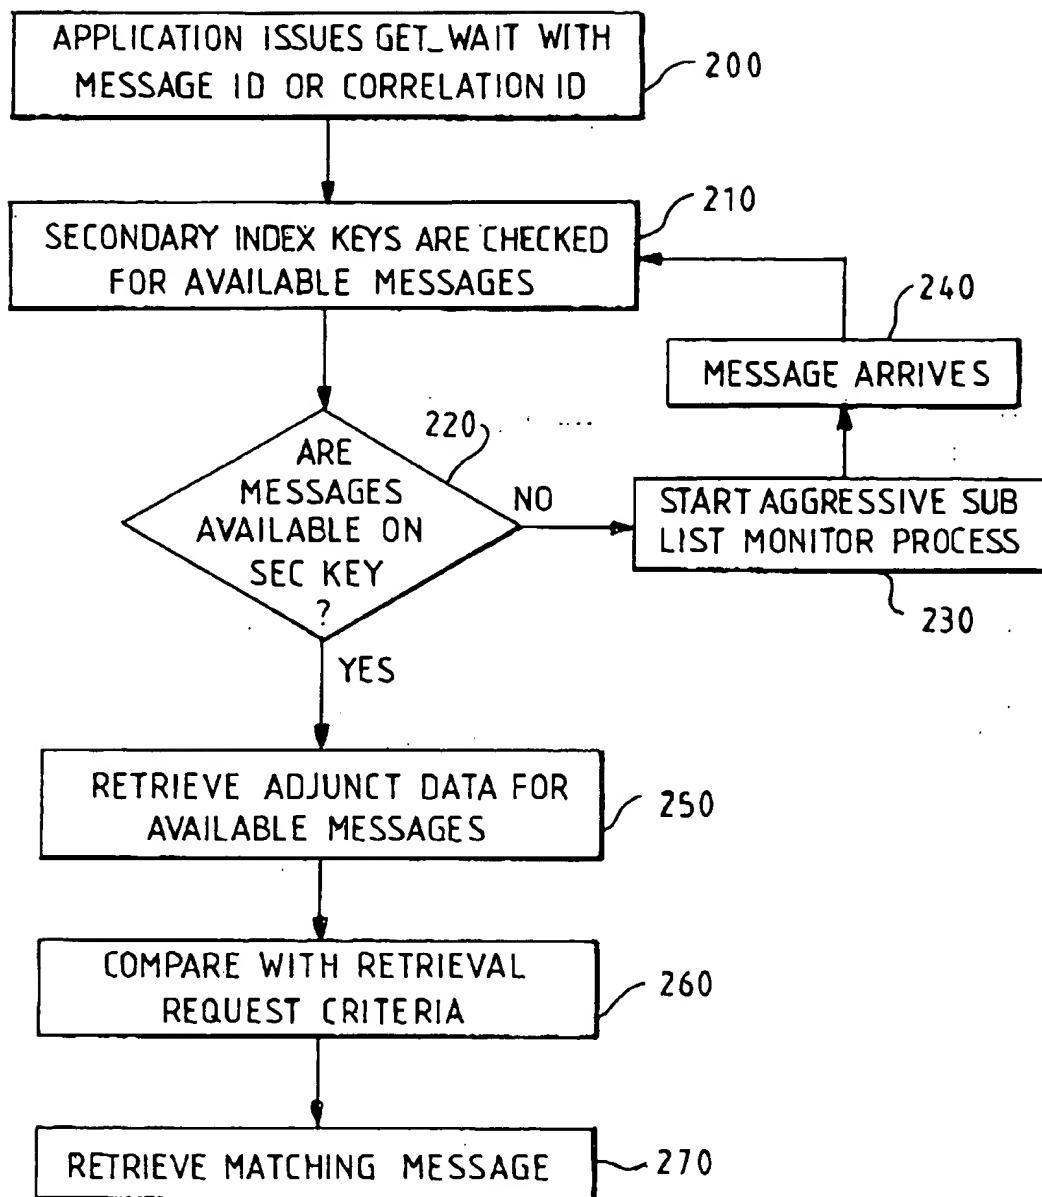 APPLICATION ISSUES GET_WAIT WITH
MESSAGE ID OR CORRELATION ID
200
SECONDARY INDEX KEYS ARE CHECKED
FOR AVAILABLE MESSAGES
210
240
MESSAGE ARRIVES
220
ARE
MESSAGES
AVAILABLE ON
SEC KEY
?
NO
START AGGRESSIVE SUB
LIST MONITOR PROCESS
230
YES
RETRIEVE ADJUNCT DATA FOR
AVAILABLE MESSAGES
250
COMPARE WITH RETRIEVAL
REQUEST CRITERIA
260
RETRIEVE MATCHING MESSAGE
270